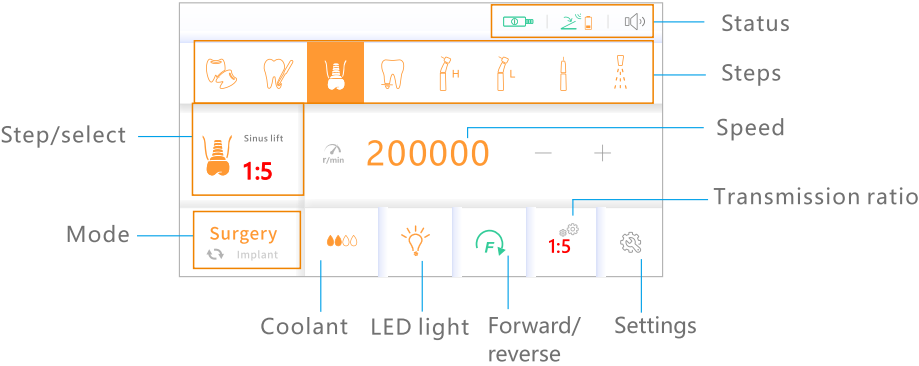 Status
H
L
Steps
Step/select
Sinus lift
1:5
r/min
200000
Speed
Transmission ratio
Mode
Surgery
Implant
F
1:5
Coolant
LED light
Forward/
reverse
Settings